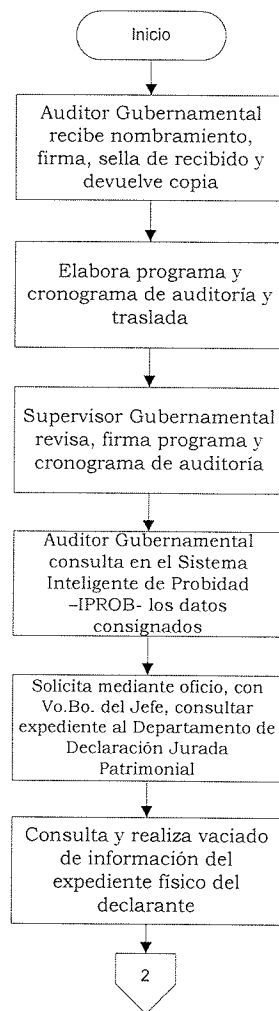 Inicio
Auditor Gubernamental
recibe nombramiento,
firma, sella de recibido y
devuelve copia
Elabora programa y
cronograma de auditoría y
traslada
Supervisor Gubernamental
revisa, firma programa y
cronograma de auditoría
Auditor Gubernamental
consulta en el Sistema
Inteligente de Probidad
–IPROB- los datos
consignados
Solicita mediante oficio, con
Vo.Bo. del Jefe, consultar
expediente al Departamento de
Declaración Jurada
Patrimonial
Consulta y realiza vaciado
de información del
expediente físico del
declarante
2